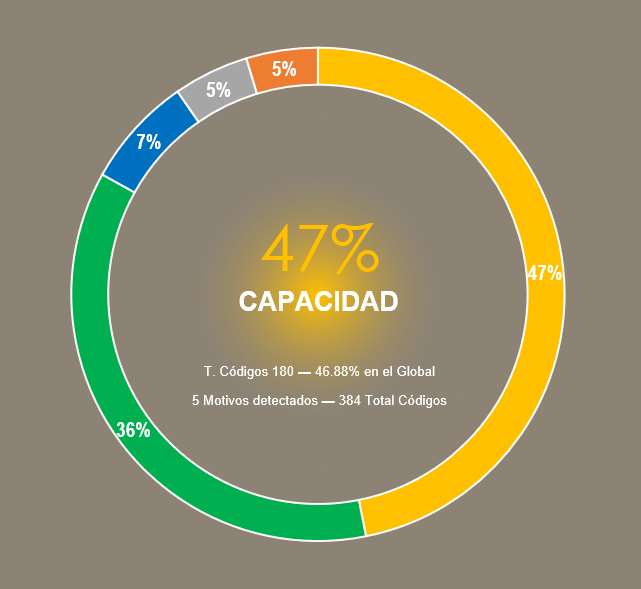 5%
5%
7%
47%
47%
CAPACIDAD
T. Códigos 180 — 46.88% en el Global
5 Motivos detectados — 384 Total Códigos
36%